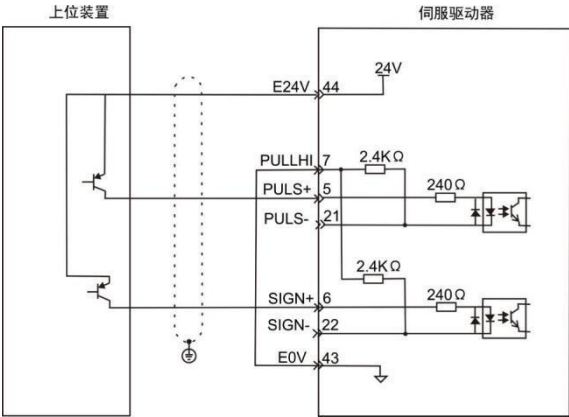 上位装置
伺服驱动器
24V
E24V
44
PULLHI
7
2.4KΩ
PULS+
5
240Ω
PULS-
21
2.4KΩ
SIGN+
6
240Ω
SIGN-
22
E0V
43